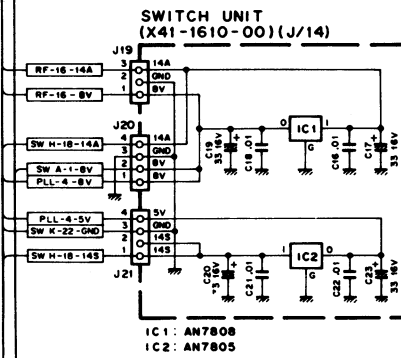 SWITCH UNIT
(X41-1610-00)(J/14)
J19
RF-16-14A
3 14A
2 GND
RF-16-8V
1 8V
J20
SW H-18-14A
4 14A
3 GND
SW A-1-8V
2 8V
PLL-4-8V
1 8V
O IC1 I
G
C19 33 16V
C18 .01
C16 .01
C17 33 16V
PLL-4-5V
4 5V
SW K-22-GND
3 GND
2 14S
SW H-18-14S
1 14S
J21
I IC2 O
G
C20 33 16V
C21 .01
C22 .01
C23 33 16V
IC1: AN7808
IC2: AN7805